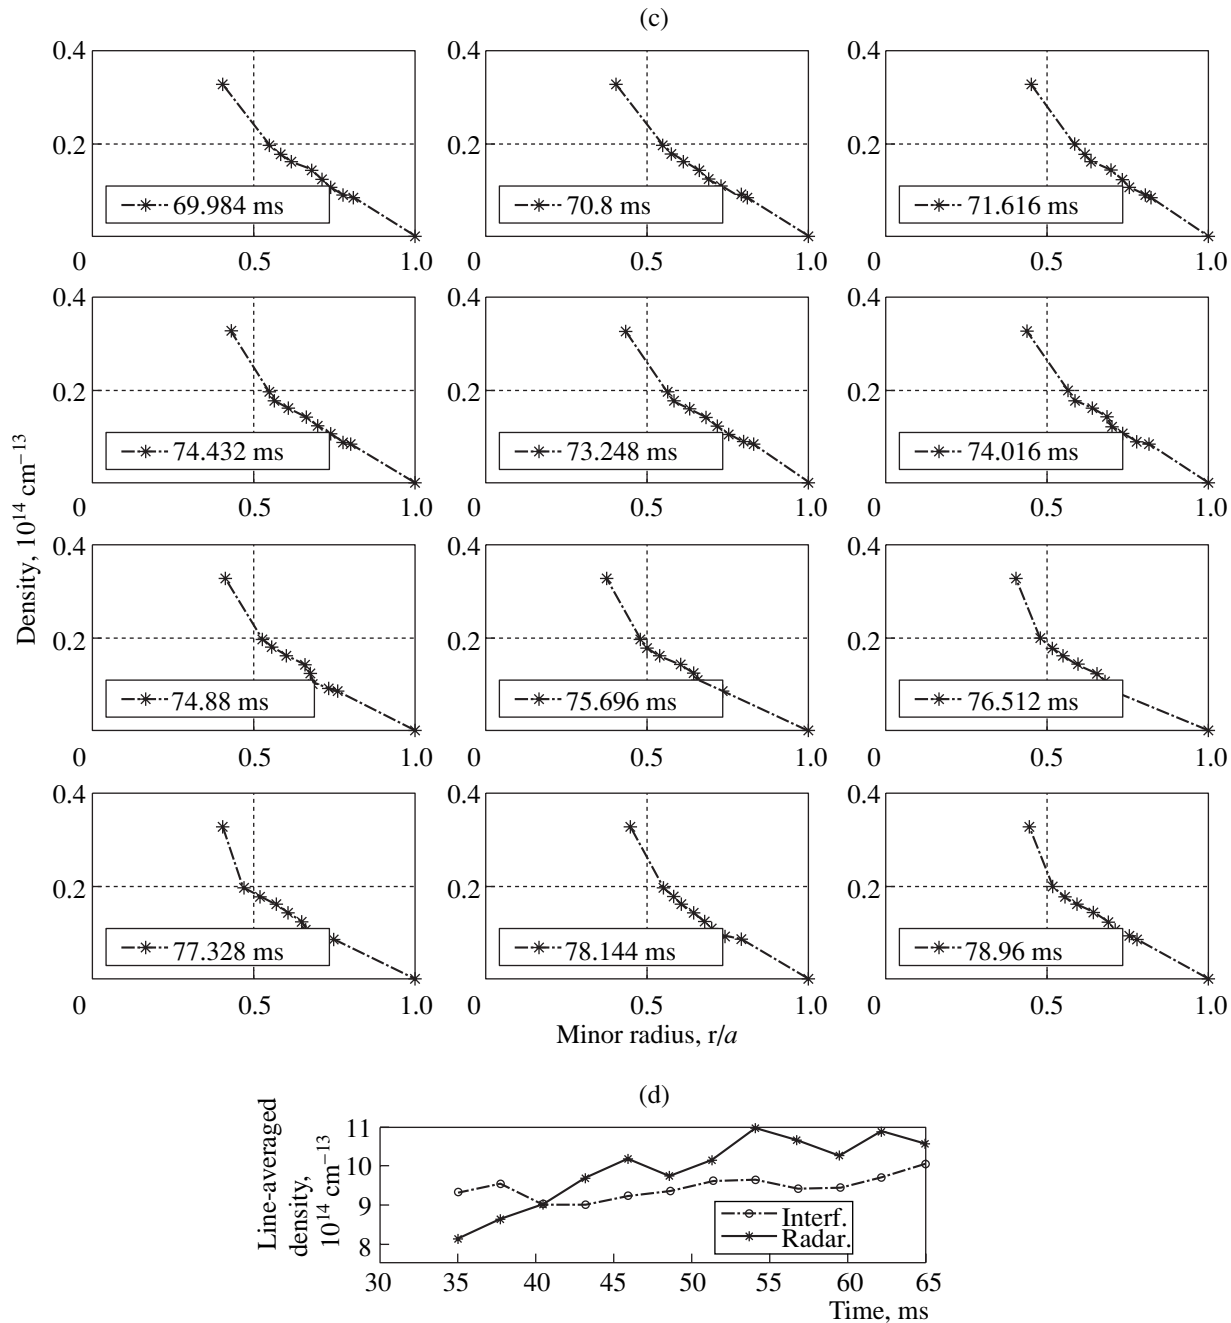 (c)
0.4 0.4 0.4
0.2 0.2 0.2
69.984 ms 70.8 ms 71.616 ms
0 0.5 1.0 0 0.5 1.0 0 0.5 1.0
0.4 0.4 0.4
0.2 0.2 0.2
74.432 ms 73.248 ms 74.016 ms
0 0.5 1.0 0 0.5 1.0 0 0.5 1.0
Density, 10¹⁴ cm⁻¹³
0.4 0.4 0.4
0.2 0.2 0.2
74.88 ms 75.696 ms 76.512 ms
0 0.5 1.0 0 0.5 1.0 0 0.5 1.0
0.4 0.4 0.4
0.2 0.2 0.2
77.328 ms 78.144 ms 78.96 ms
0 0.5 1.0 0 0.5 1.0 0 0.5 1.0
Minor radius, r/a
(d)
Line-averaged
density,
10¹⁴ cm⁻¹³
11
10
9
8
Interf.
Radar.
30 35 40 45 50 55 60 65
Time, ms